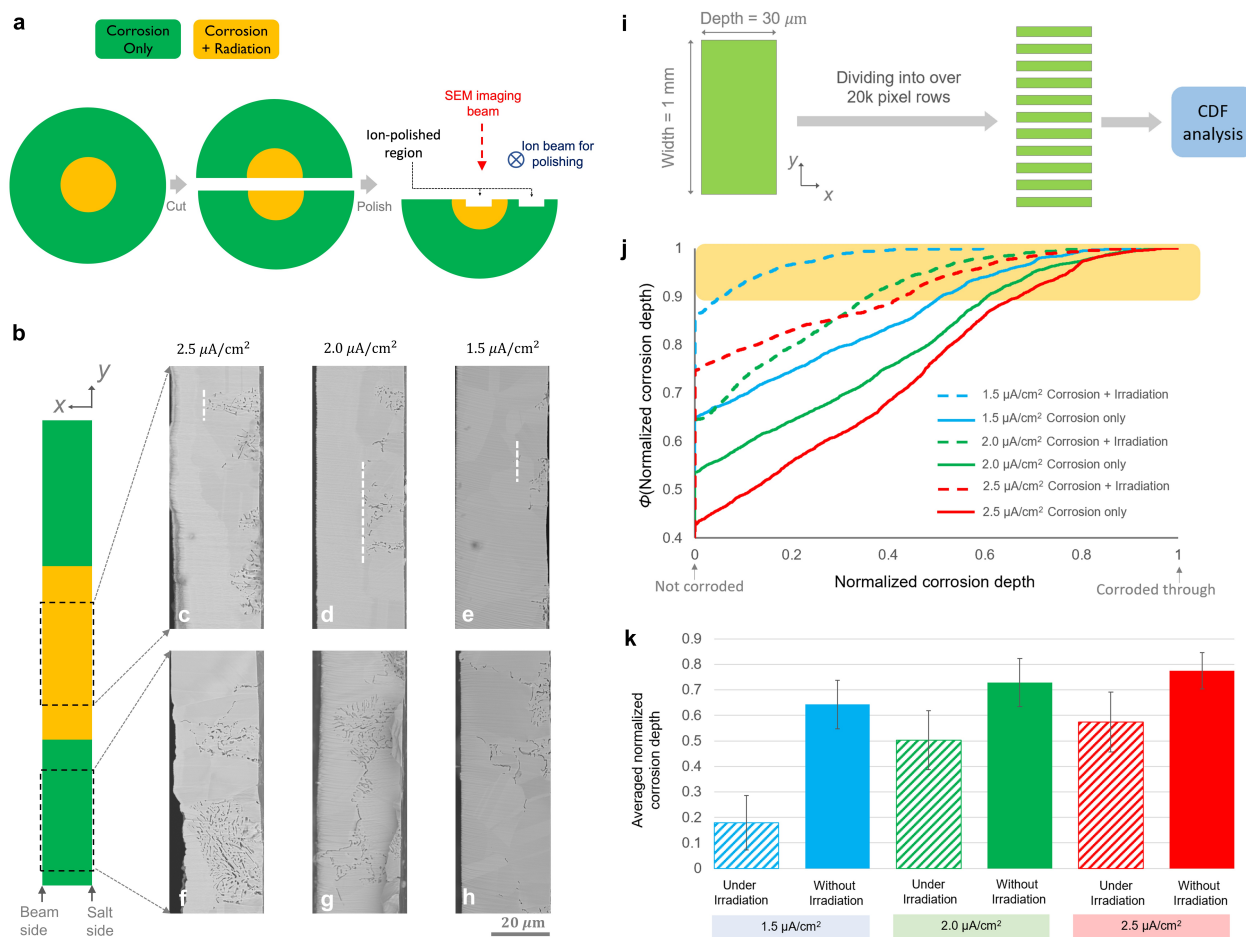 a
Corrosion
Only
Corrosion
+ Radiation
SEM imaging
beam
Ion-polished
region
Ion beam for
polishing
Cut
Polish
b
2.5 μA/cm²
2.0 μA/cm²
1.5 μA/cm²
y
x
c
d
e
f
g
h
Beam
side
Salt
side
20 μm
i
Depth = 30 μm
Width = 1 mm
Dividing into over
20k pixel rows
CDF
analysis
y
x
j
Φ(Normalized corrosion depth)
1
0.9
0.8
0.7
0.6
0.5
0.4
1.5 μA/cm² Corrosion + Irradiation
1.5 μA/cm² Corrosion only
2.0 μA/cm² Corrosion + Irradiation
2.0 μA/cm² Corrosion only
2.5 μA/cm² Corrosion + Irradiation
2.5 μA/cm² Corrosion only
0
0.2
0.4
0.6
0.8
1
Not corroded
Normalized corrosion depth
Corroded through
k
Averaged normalized
corrosion depth
0.9
0.8
0.7
0.6
0.5
0.4
0.3
0.2
0.1
0
Under
Irradiation
Without
Irradiation
Under
Irradiation
Without
Irradiation
Under
Irradiation
Without
Irradiation
1.5 μA/cm²
2.0 μA/cm²
2.5 μA/cm²